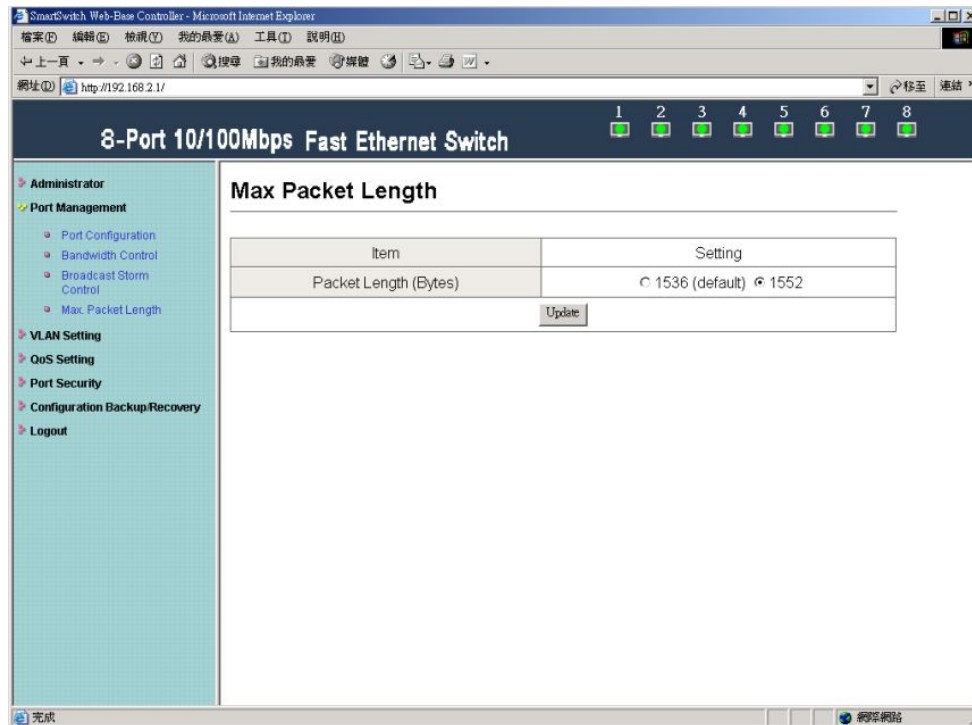 SmartSwitch Web-Base Controller - Microsoft Internet Explorer
檔案(F) 編輯(E) 檢視(V) 我的最愛(A) 工具(T) 說明(H)
上一頁 搜尋 我的最愛 媒體
網址(D) http://192.168.2.1/ 移至 連結 »
8-Port 10/100Mbps Fast Ethernet Switch
1 2 3 4 5 6 7 8
Administrator
Port Management
Port Configuration
Bandwidth Control
Broadcast Storm
Control
Max. Packet Length
VLAN Setting
QoS Setting
Port Security
Configuration Backup/Recovery
Logout
Max Packet Length
Item Setting
Packet Length (Bytes) 1536 (default) 1552
Update
完成 網際網路